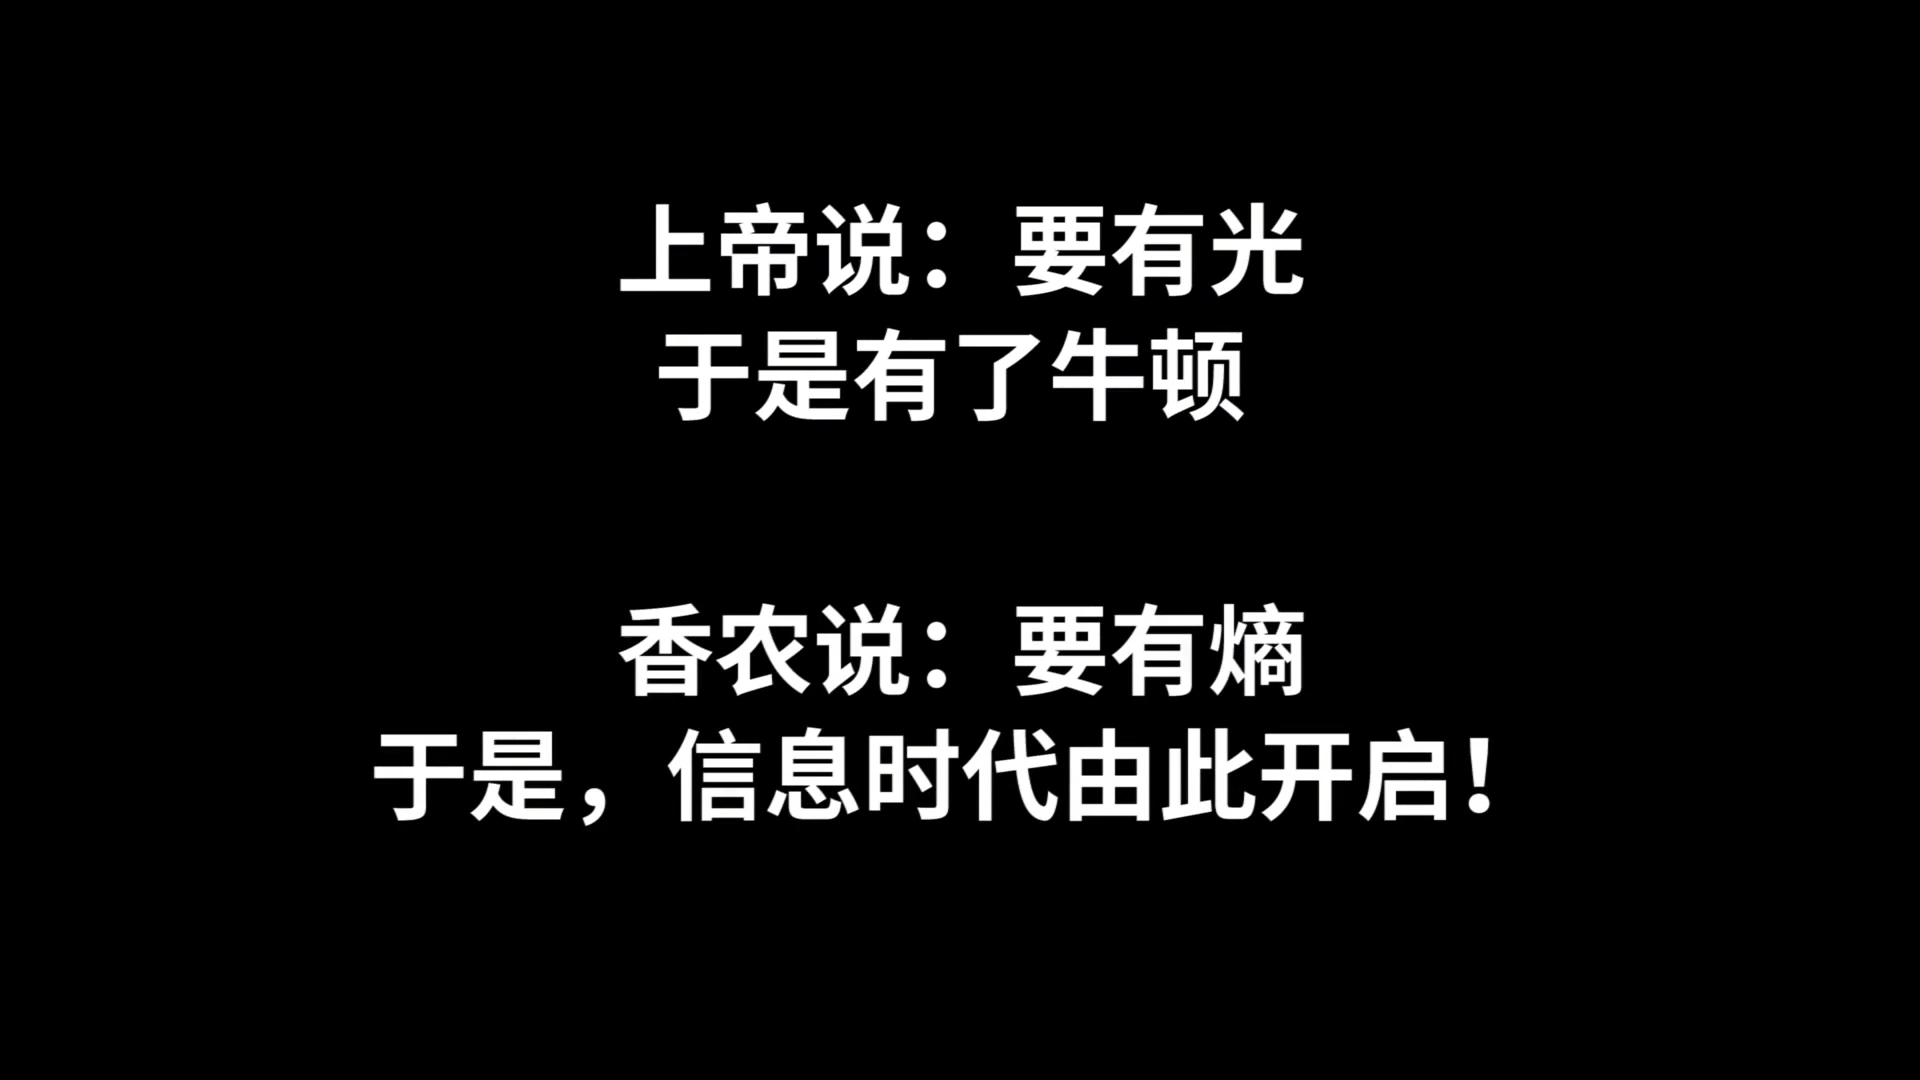 上帝说：要有光
于是有了牛顿
香农说：要有熵
于是，信息时代由此开启！